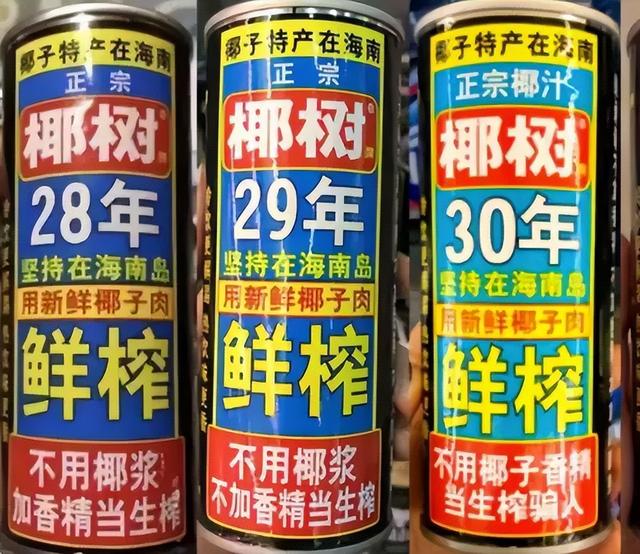 椰子特产在海南
正宗
椰树
28年
坚持在海南岛
用新鲜椰子肉
鲜榨
不用椰浆
加香精当生榨
椰子特产在海南
正宗
椰树
29年
坚持在海南岛
用新鲜椰子肉
鲜榨
不用椰浆
不加香精当生榨
椰子特产在海南
正宗椰汁
椰树
30年
坚持在海南岛
用新鲜椰子肉
鲜榨
不用椰子香精
当生榨骗人